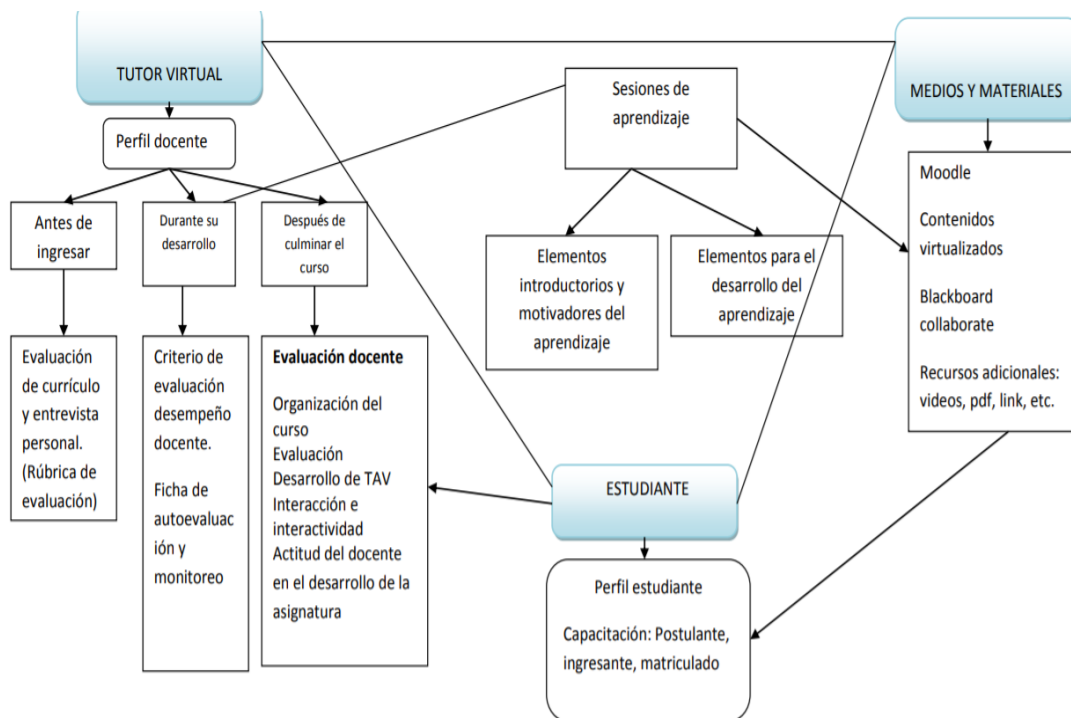 TUTOR VIRTUAL
MEDIOS Y MATERIALES
Sesiones de
aprendizaje
Perfil docente
Antes de
ingresar
Durante su
desarrollo
Después de
culminar el
curso
Elementos
introductorios y
motivadores del
aprendizaje
Elementos para el
desarrollo del
aprendizaje
Moodle
Contenidos
virtualizados
Blackboard
collaborate
Recursos adicionales:
videos, pdf, link, etc.
Evaluación
de currículo
y entrevista
personal.
(Rúbrica de
evaluación)
Criterio de
evaluación
desempeño
docente.
Ficha de
autoevaluac
ión y
monitoreo
Evaluación docente
Organización del
curso
Evaluación
Desarrollo de TAV
Interacción e
interactividad
Actitud del docente
en el desarrollo de la
asignatura
ESTUDIANTE
Perfil estudiante
Capacitación: Postulante,
ingresante, matriculado